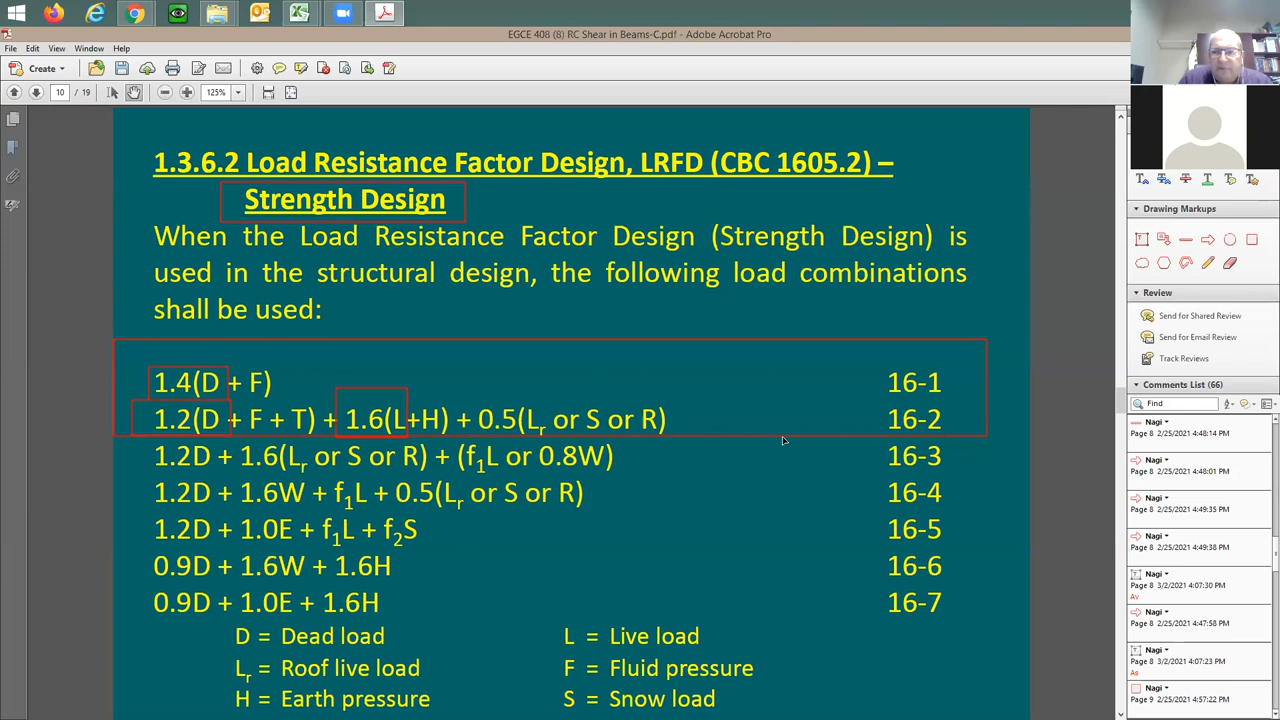 EGCE 408 (8) RC Shear in Beams-C.pdf - Adobe Acrobat Pro
File Edit View Window Help
Create
10 / 19
125%
1.3.6.2 Load Resistance Factor Design, LRFD (CBC 1605.2) –
Strength Design
When the Load Resistance Factor Design (Strength Design) is
used in the structural design, the following load combinations
shall be used:
1.4(D + F) 16-1
1.2(D + F + T) + 1.6(L+H) + 0.5(Lr or S or R) 16-2
1.2D + 1.6(Lr or S or R) + (f1L or 0.8W) 16-3
1.2D + 1.6W + f1L + 0.5(Lr or S or R) 16-4
1.2D + 1.0E + f1L + f2S 16-5
0.9D + 1.6W + 1.6H 16-6
0.9D + 1.0E + 1.6H 16-7
D = Dead load L = Live load
Lr = Roof live load F = Fluid pressure
H = Earth pressure S = Snow load
Drawing Markups
Review
Send for Shared Review
Send for Email Review
Track Reviews
Comments List (66)
Find
Nagi
Page 8 2/25/2021 4:48:14 PM
Nagi
Page 8 2/25/2021 4:48:01 PM
Nagi
Page 8 2/25/2021 4:49:35 PM
Nagi
Page 8 2/25/2021 4:49:38 PM
Nagi
Page 8 3/2/2021 4:07:30 PM
Av
Nagi
Page 8 2/25/2021 4:47:58 PM
Nagi
Page 8 3/2/2021 4:07:23 PM
As
Nagi
Page 9 2/25/2021 4:57:22 PM